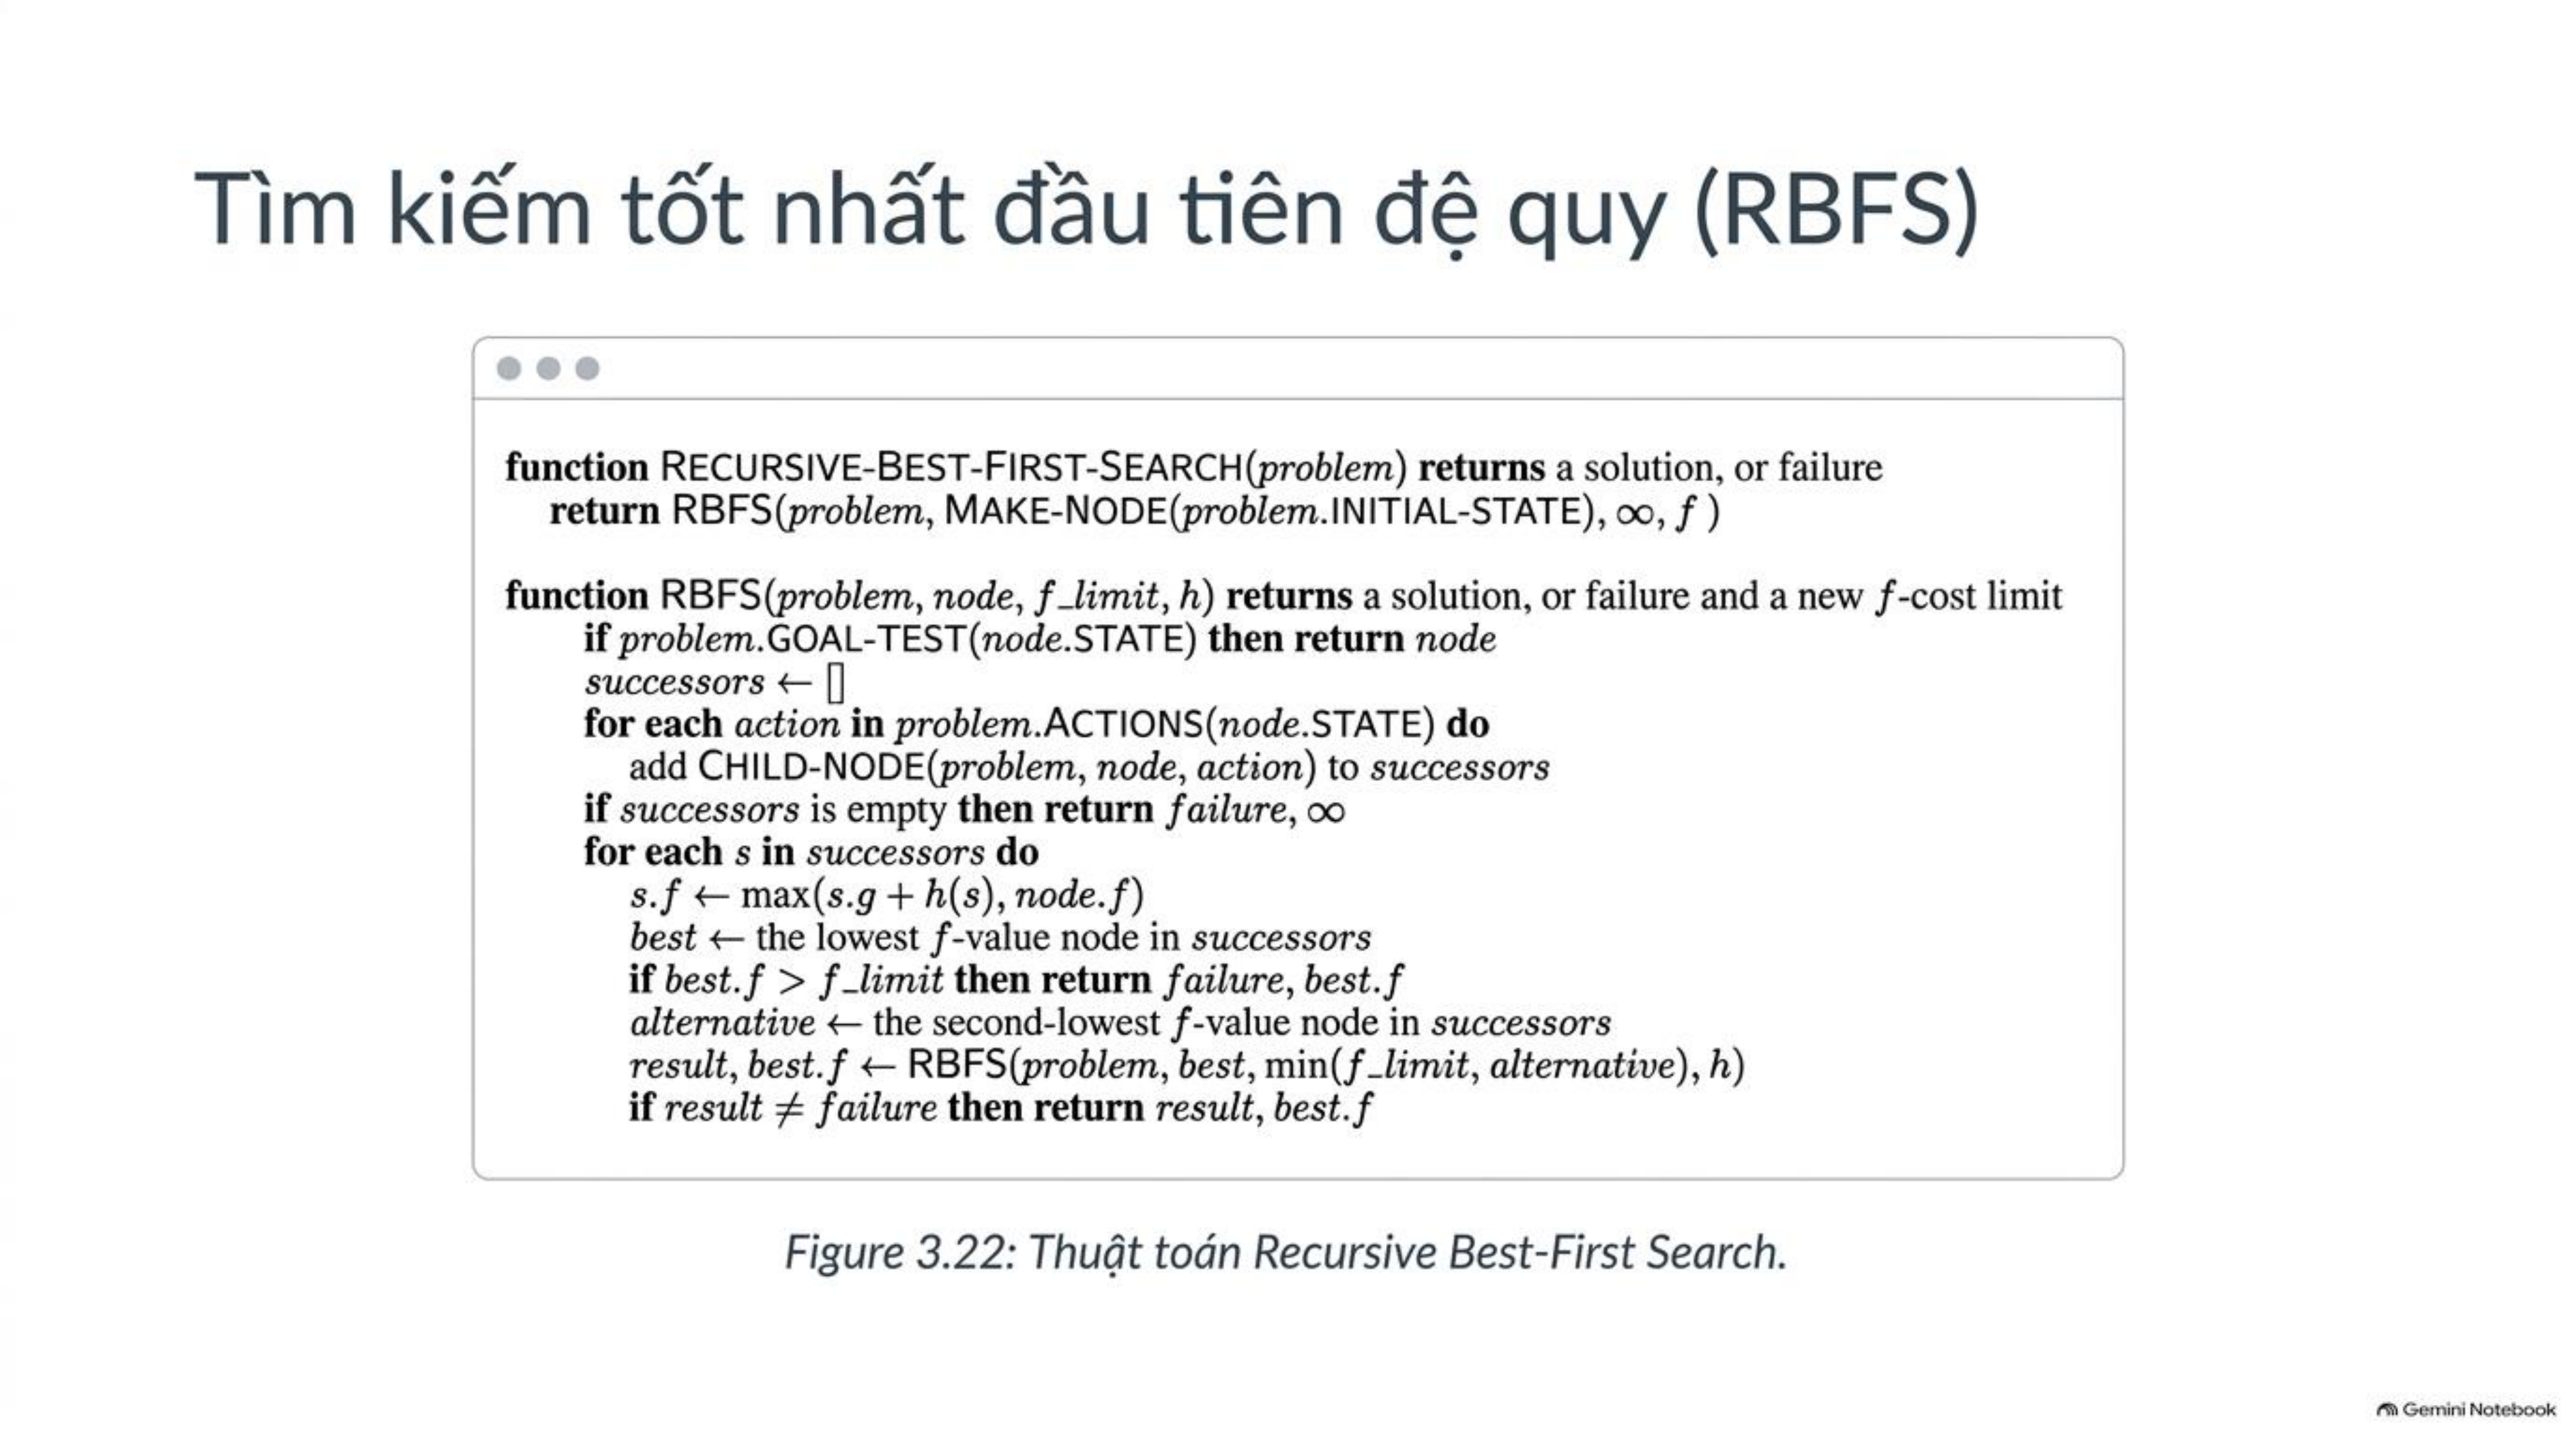 Tìm kiếm tốt nhất đầu tiên đệ quy (RBFS)
function RECURSIVE-BEST-FIRST-SEARCH(problem) returns a solution, or failure
return RBFS(problem, MAKE-NODE(problem.INITIAL-STATE), ∞, f )
function RBFS(problem, node, f_limit, h) returns a solution, or failure and a new f-cost limit
if problem.GOAL-TEST(node.STATE) then return node
successors ← []
for each action in problem.ACTIONS(node.STATE) do
add CHILD-NODE(problem, node, action) to successors
if successors is empty then return failure, ∞
for each s in successors do
s.f ← max(s.g + h(s), node.f)
best ← the lowest f-value node in successors
if best.f > f_limit then return failure, best.f
alternative ← the second-lowest f-value node in successors
result, best.f ← RBFS(problem, best, min(f_limit, alternative), h)
if result ≠ failure then return result, best.f
Figure 3.22: Thuật toán Recursive Best-First Search.
Gemini Notebook